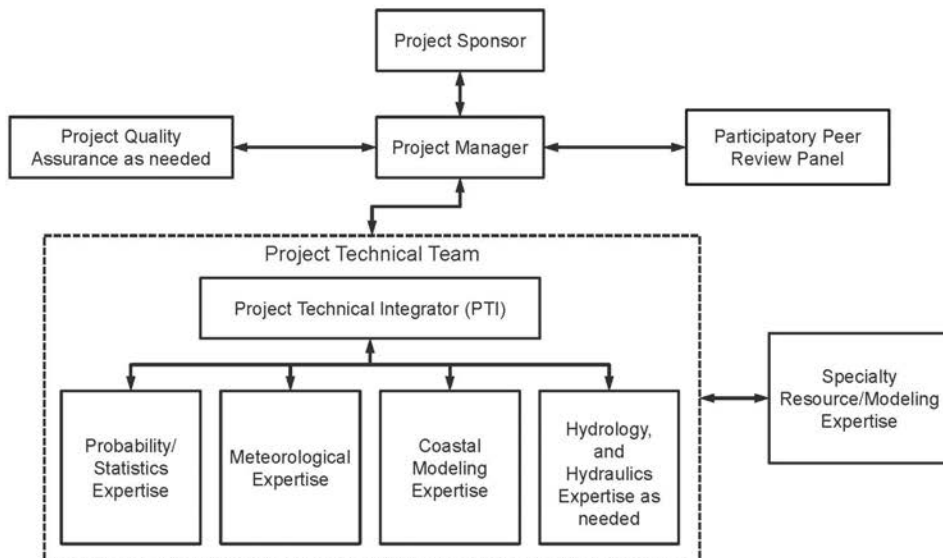 Project Sponsor
Project Quality
Assurance as needed
Project Manager
Participatory Peer
Review Panel
Project Technical Team
Project Technical Integrator (PTI)
Probability/
Statistics
Expertise
Meteorological
Expertise
Coastal
Modeling
Expertise
Hydrology,
and
Hydraulics
Expertise as
needed
Specialty
Resource/Modeling
Expertise